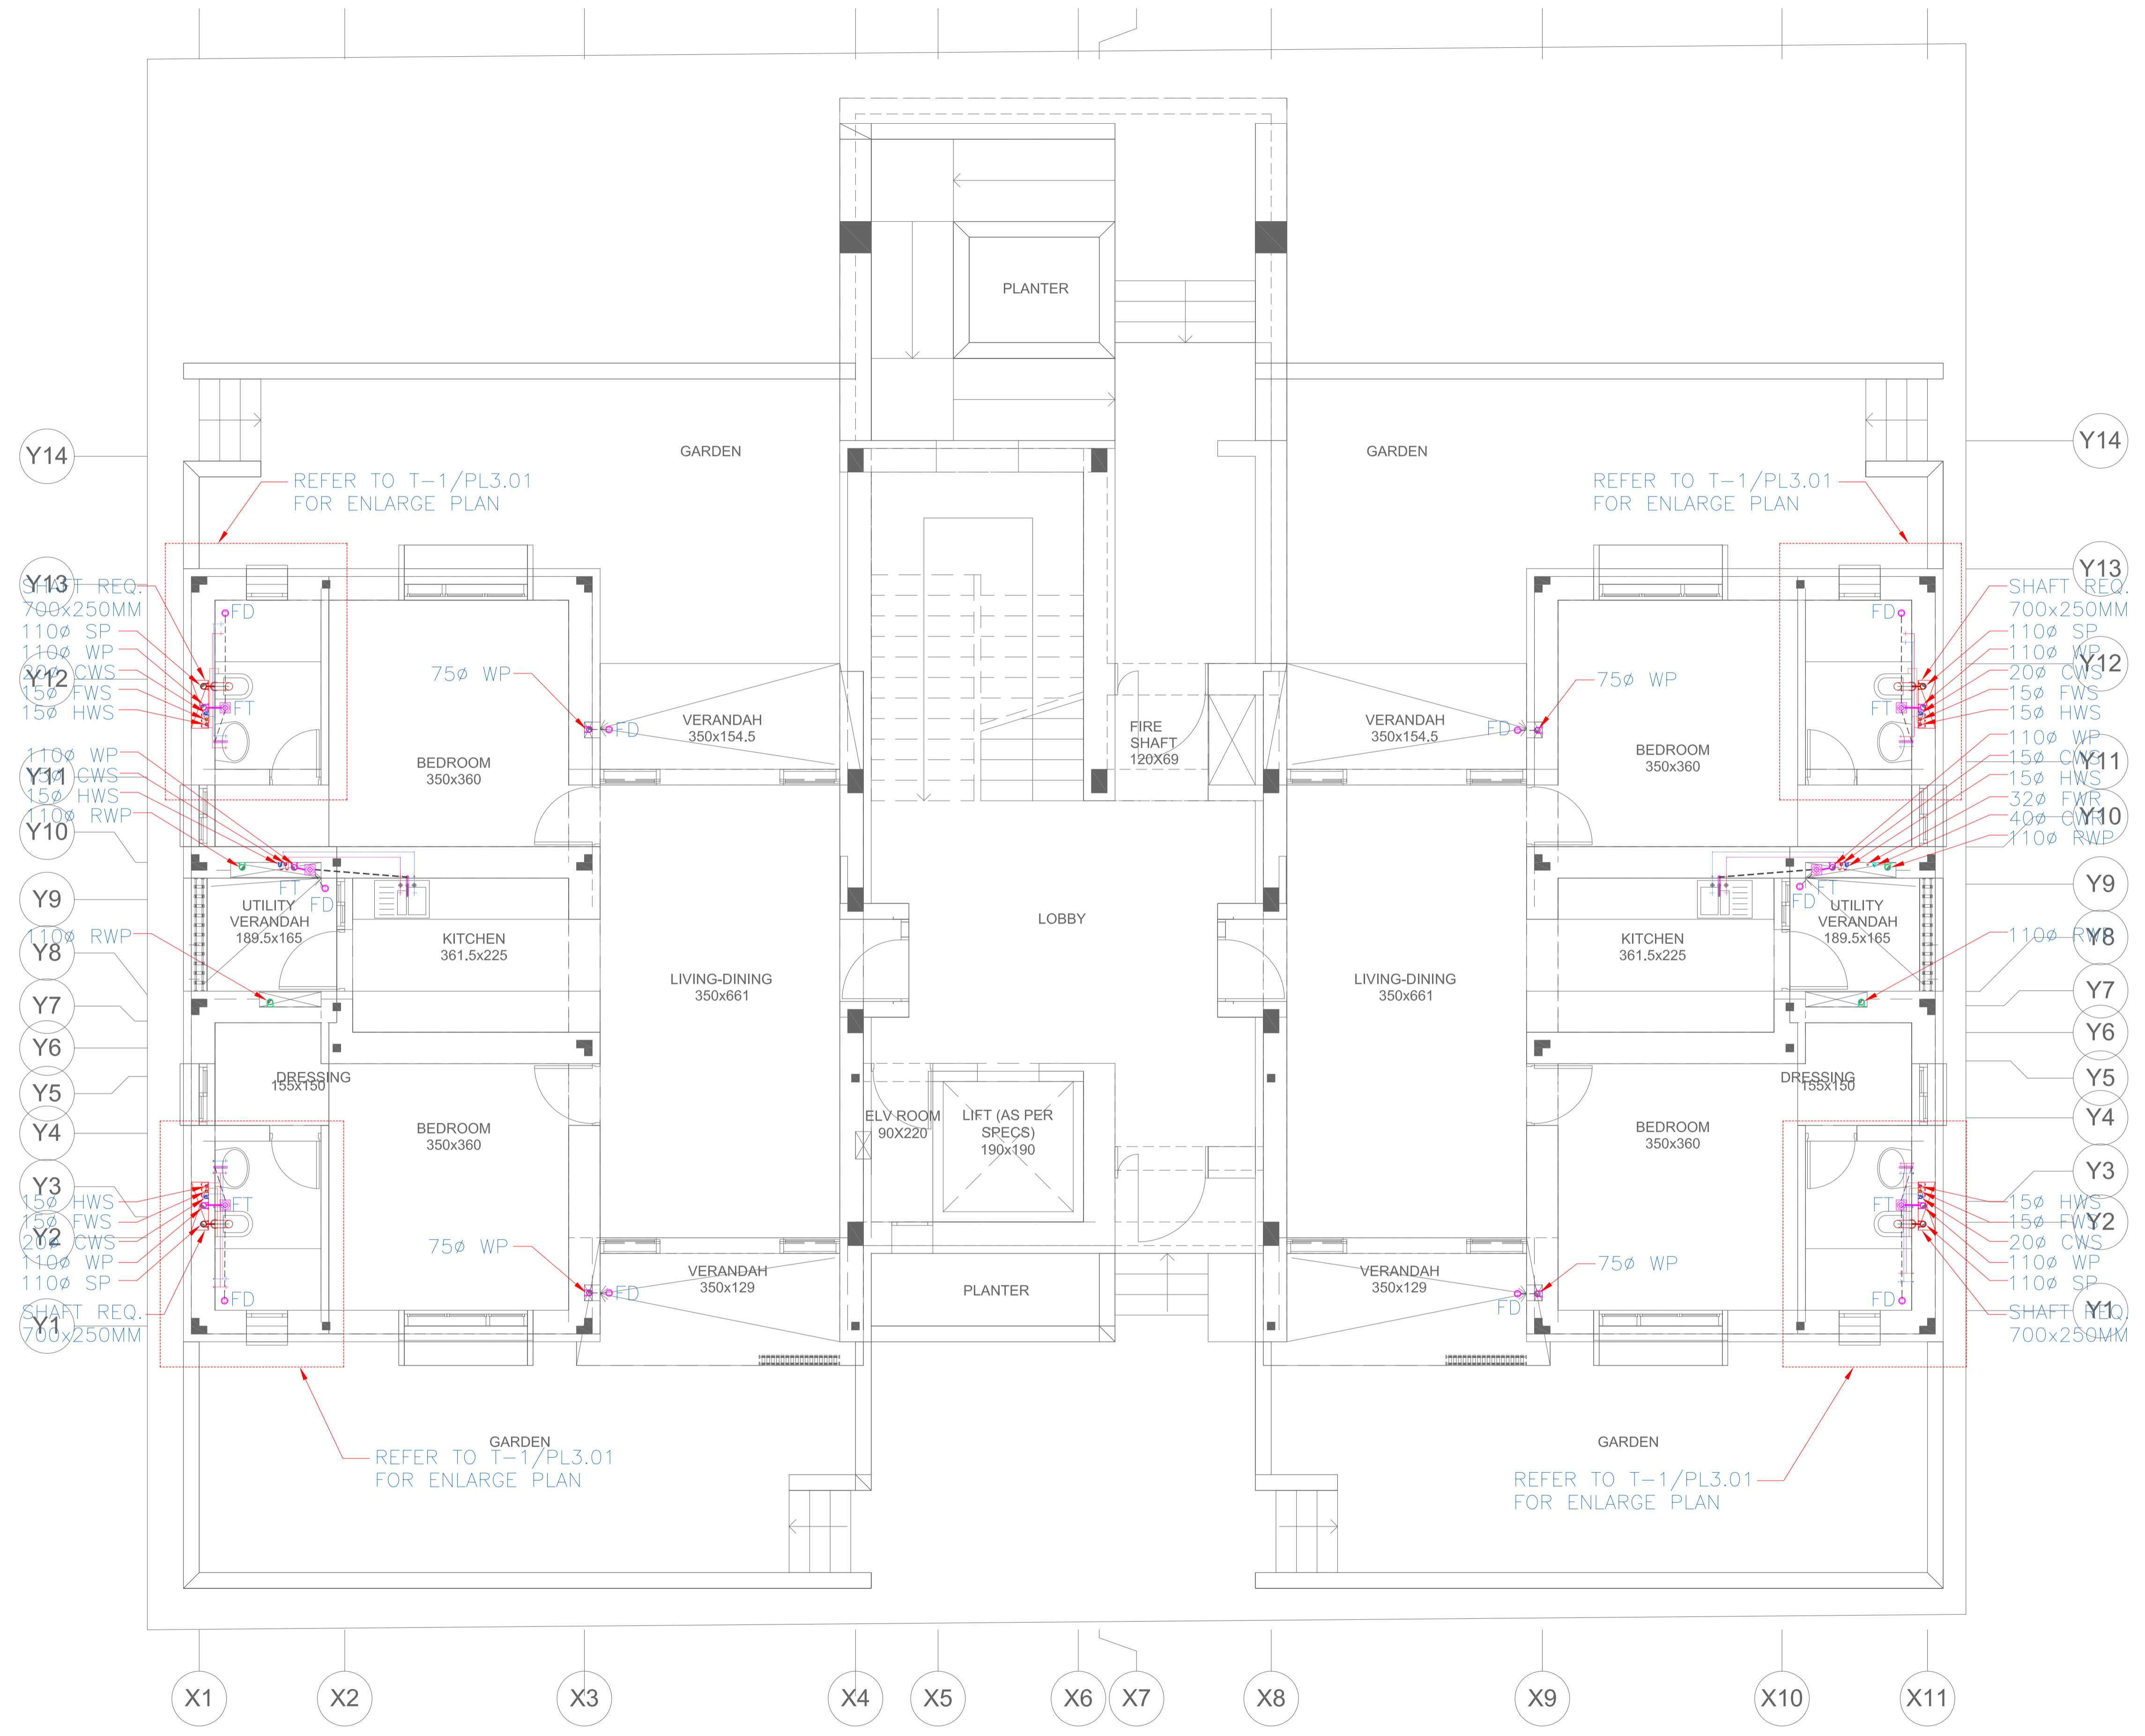 PLANTER
GARDEN
GARDEN
Y14
Y14
REFER TO T-1/PL3.01
FOR ENLARGE PLAN
REFER TO T-1/PL3.01
FOR ENLARGE PLAN
Y13
SHAFT REQ.
700x250MM
110ø SP
110ø WP
20ø CWS
15ø FWS
15ø HWS
Y12
FD
FT
75ø WP
FD
VERANDAH
350x154.5
BEDROOM
350x360
FIRE
SHAFT
120X69
VERANDAH
350x154.5
FD
75ø WP
BEDROOM
350x360
FD
FT
Y13
SHAFT REQ.
700x250MM
110ø SP
110ø WP
20ø CWS
15ø FWS
15ø HWS
Y12
110ø WP
15ø CWS
15ø HWS
110ø RWP
Y11
Y10
110ø WP
15ø CWS
15ø HWS
32ø FWR
40ø CWR
110ø RWP
Y11
Y10
FT
FD
UTILITY
VERANDAH
189.5x165
KITCHEN
361.5x225
LIVING-DINING
350x661
LOBBY
LIVING-DINING
350x661
KITCHEN
361.5x225
FT
FD
UTILITY
VERANDAH
189.5x165
Y9
110ø RWP
Y8
Y7
Y6
Y5
Y4
Y9
110ø RWP
Y8
Y7
Y6
Y5
Y4
DRESSING
155x150
BEDROOM
350x360
ELV ROOM
90X220
LIFT (AS PER
SPECS)
190x190
BEDROOM
350x360
DRESSING
155x150
Y3
15ø HWS
15ø FWS
20ø CWS
110ø WP
110ø SP
SHAFT REQ.
700x250MM
Y2
Y1
FT
FD
75ø WP
FD
VERANDAH
350x129
PLANTER
VERANDAH
350x129
FD
75ø WP
FT
FD
Y3
15ø HWS
15ø FWS
20ø CWS
110ø WP
110ø SP
SHAFT REQ.
700x250MM
Y2
Y1
GARDEN
REFER TO T-1/PL3.01
FOR ENLARGE PLAN
GARDEN
REFER TO T-1/PL3.01
FOR ENLARGE PLAN
X1
X2
X3
X4
X5
X6
X7
X8
X9
X10
X11